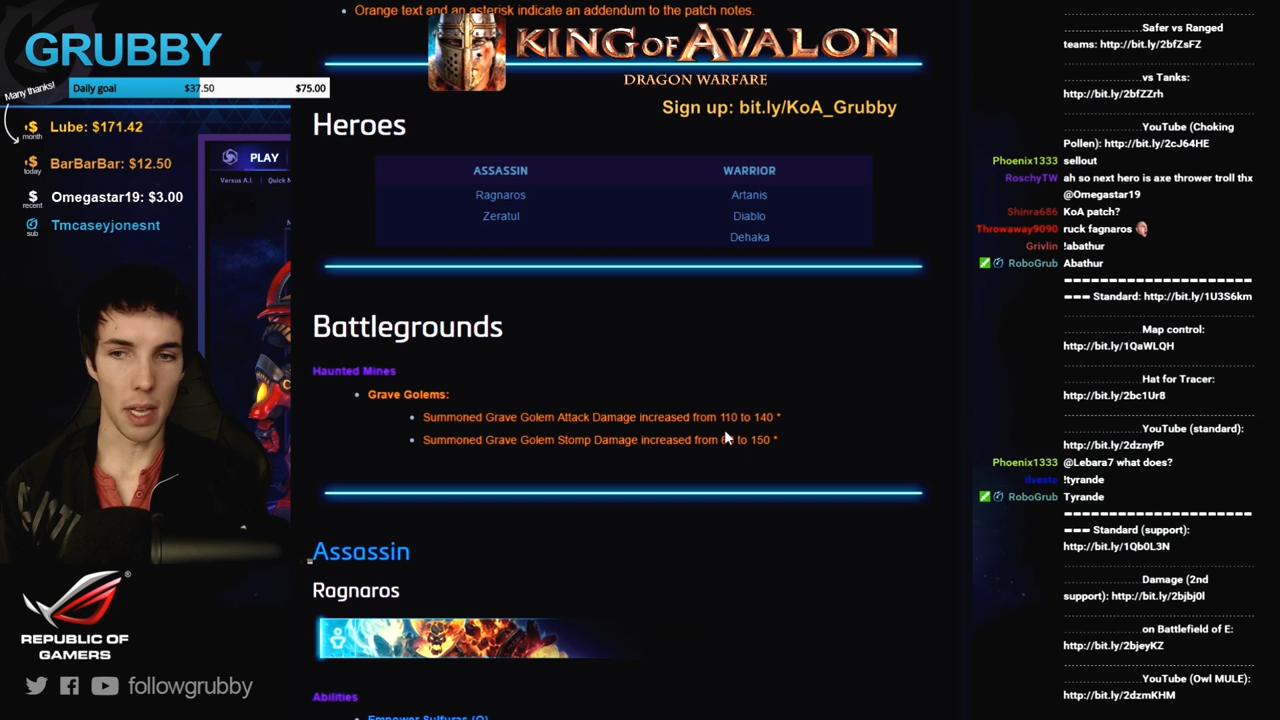 Orange text and an asterisk indicate an addendum to the patch notes.
GRUBBY
Many thanks!
Daily goal
$37.50
$75.00
KING OF AVALON
DRAGON WARFARE
Sign up: bit.ly/KoA_Grubby
$
month
Lube: $171.42
$
today
BarBarBar: $12.50
$
recent
Omegastar19: $3.00
sub
Tmcaseyjonesnt
PLAY
Versus A.I.
Heroes
ASSASSIN
WARRIOR
Ragnaros
Artanis
Zeratul
Diablo
Dehaka
Battlegrounds
Haunted Mines
Grave Golems:
Summoned Grave Golem Attack Damage increased from 110 to 140 *
Summoned Grave Golem Stomp Damage increased from to 150 *
Assassin
Ragnaros
Abilities
Empower Sulfuras (Q)
REPUBLIC OF
GAMERS
®
followgrubby
Safer vs Ranged
teams: http://bit.ly/2bfZsFZ
vs Tanks:
http://bit.ly/2bfZZrh
YouTube (Choking
Pollen): http://bit.ly/2cJ64HE
Phoenix1333 sellout
RoschyTW ah so next hero is axe thrower troll thx
@Omegastar19
Shinra686 KoA patch?
Throwaway9090 ruck fagnaros
Grivlin !abathur
RoboGrub Abathur
Standard: http://bit.ly/1U3S6km
Map control:
http://bit.ly/1QaWLQH
Hat for Tracer:
http://bit.ly/2bc1Ur8
YouTube (standard):
http://bit.ly/2dznyfP
Phoenix1333 @Lebara7 what does?
!tyrande
RoboGrub Tyrande
Standard (support):
http://bit.ly/1Qb0L3N
Damage (2nd
support): http://bit.ly/2bjbj0l
on Battlefield of E:
http://bit.ly/2bjeyKZ
YouTube (Owl MULE):
http://bit.ly/2dzmKHM